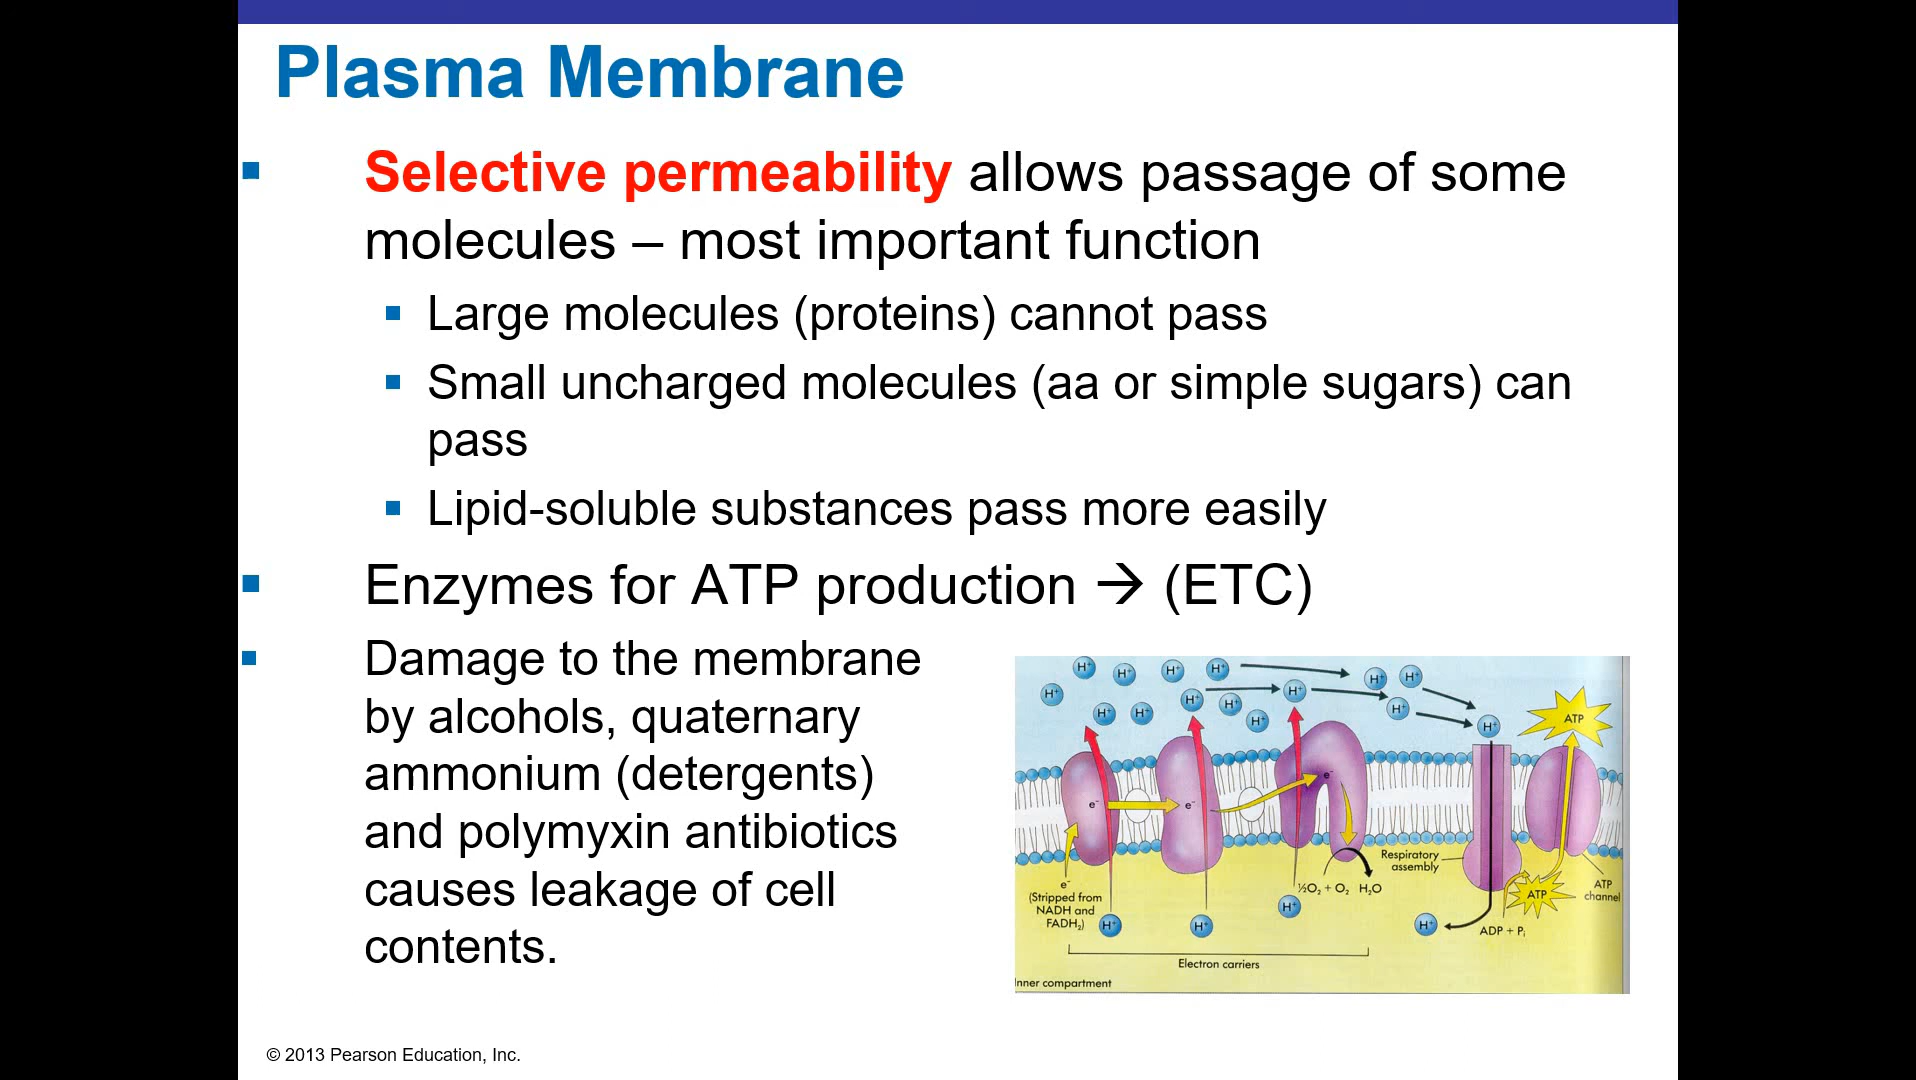 Plasma Membrane
Selective permeability allows passage of some
molecules – most important function
Large molecules (proteins) cannot pass
Small uncharged molecules (aa or simple sugars) can
pass
Lipid-soluble substances pass more easily
Enzymes for ATP production → (ETC)
Damage to the membrane
by alcohols, quaternary
ammonium (detergents)
and polymyxin antibiotics
causes leakage of cell
contents.
H⁺ H⁺ H⁺ H⁺ H⁺ H⁺
H⁺ H⁺ H⁺ H⁺ H⁺
H⁺ H⁺ H⁺ H⁺
ATP
e⁻ e⁻ e⁻
Respiratory
assembly
e⁻
(Stripped from
NADH and
FADH₂)
½O₂ + O₂ H₂O
ATP
ATP
channel
H⁺ H⁺ H⁺ H⁺
ADP + Pᵢ
Electron carriers
Inner compartment
© 2013 Pearson Education, Inc.